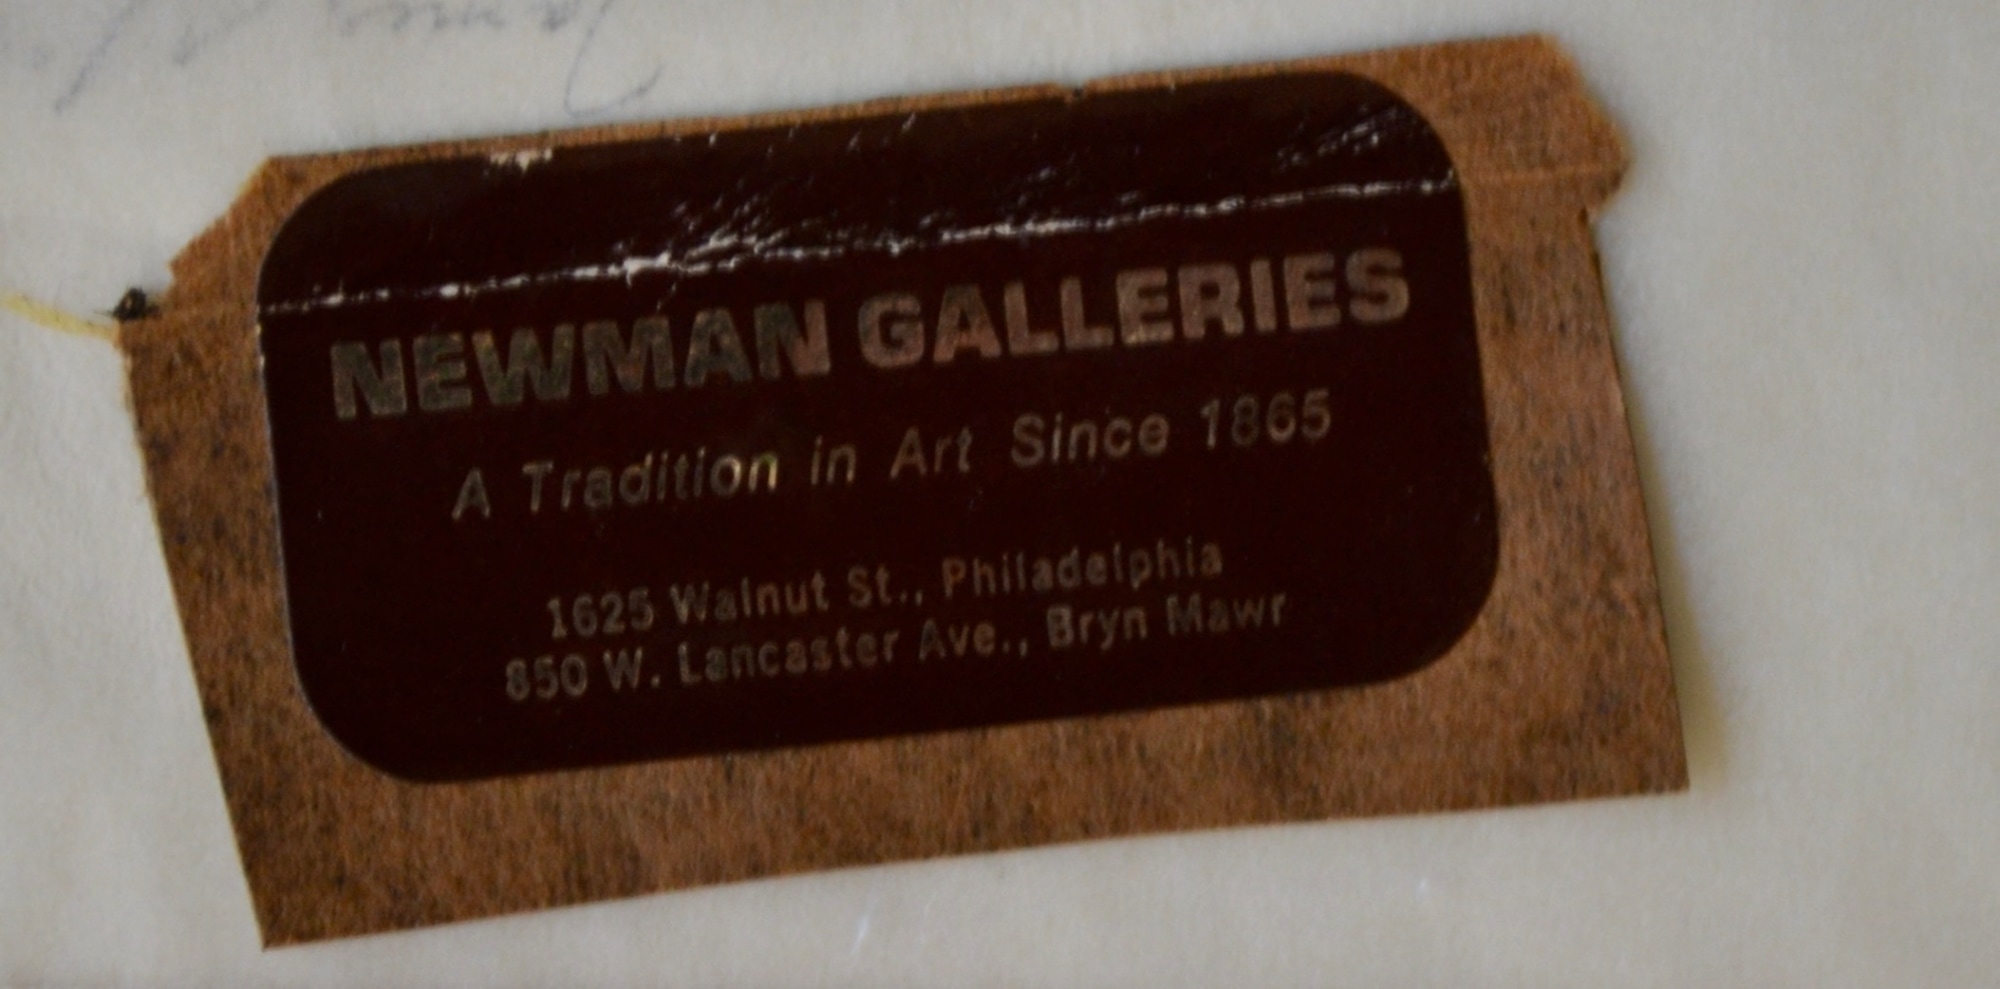 NEWMAN GALLERIES
A Tradition in Art Since 1865
1625 Walnut St., Philadelphia
850 W. Lancaster Ave., Bryn Mawr